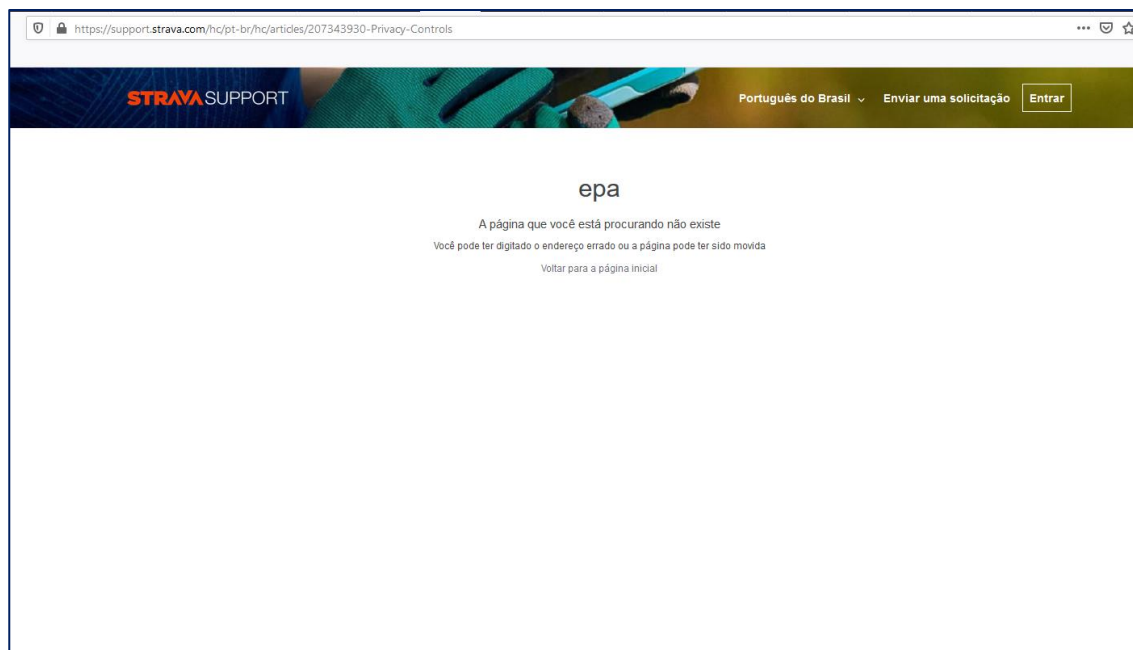 https://support.strava.com/hc/pt-br/hc/articles/207343930-Privacy-Controls
STRAVA SUPPORT
Português do Brasil
Enviar uma solicitação
Entrar
epa
A página que você está procurando não existe
Você pode ter digitado o endereço errado ou a página pode ter sido movida
Voltar para a página inicial